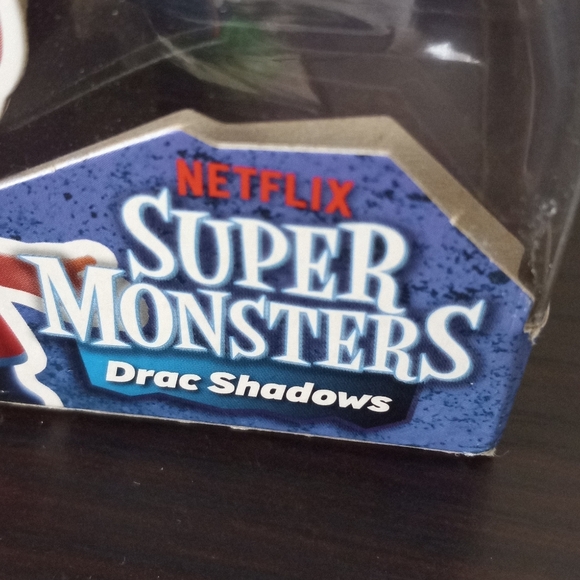 NETFLIX
SUPER
MONSTERS
Drac Shadows